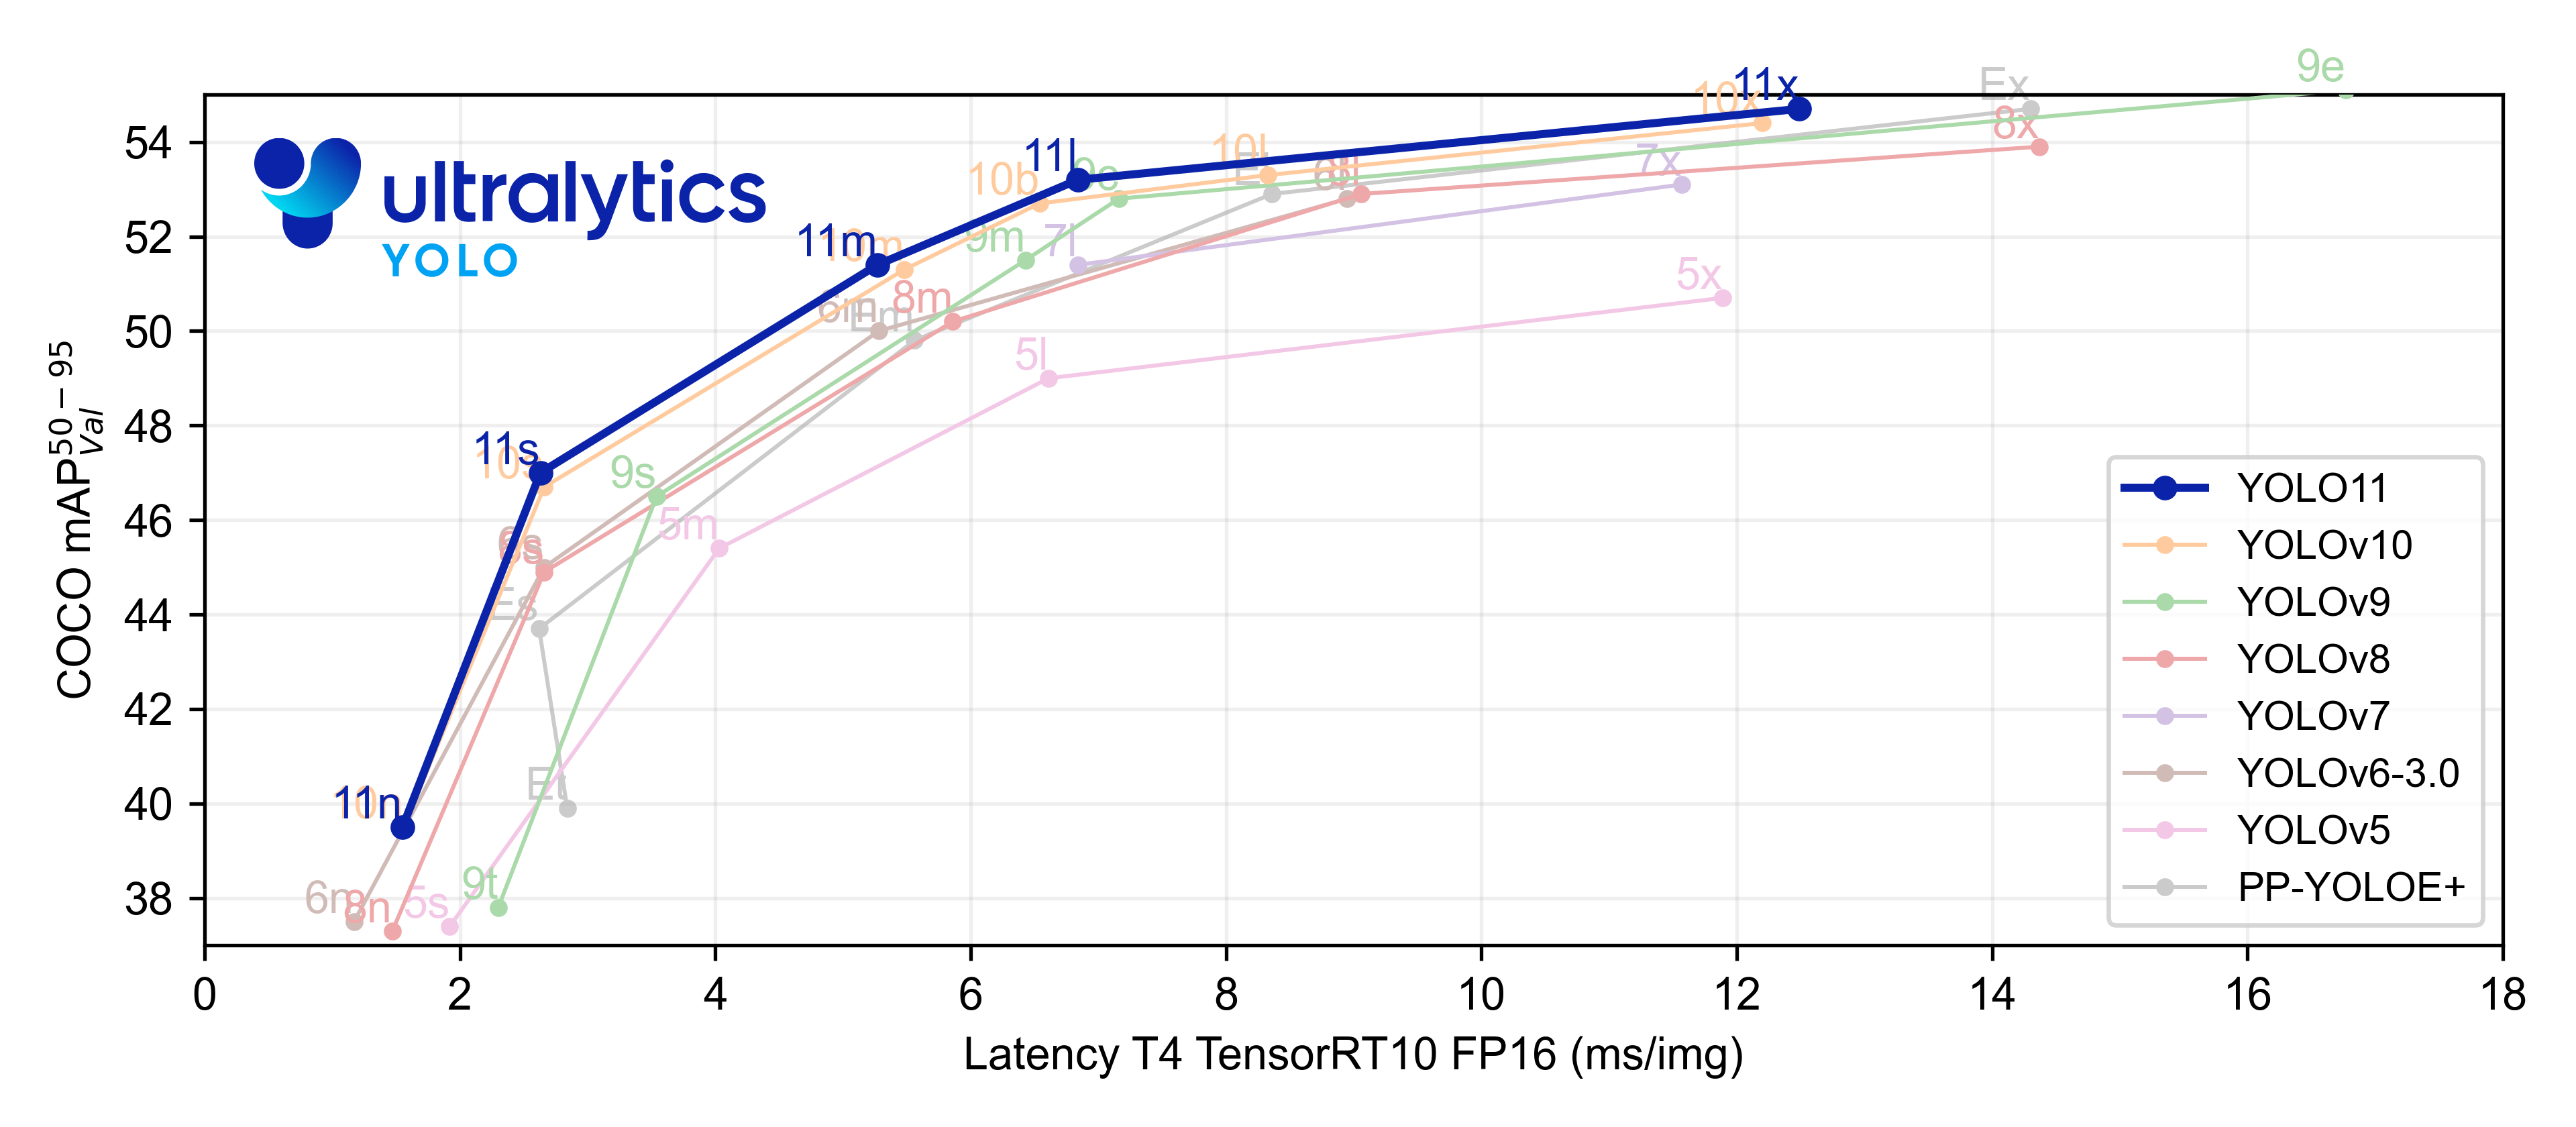 9e
Ex
11x
10x
8x
54
ultralytics
YOLO
11l
10l
10b
7x
52
11m
10m
9m
7l
5x
50
6m
8m
Em
5l
48
11s
9s
46
5m
44
Es
42
40
11n
38
8n
5s
9t
COCO mAP50-95 Val
YOLO11
YOLOv10
YOLOv9
YOLOv8
YOLOv7
YOLOv6-3.0
YOLOv5
PP-YOLOE+
0 2 4 6 8 10 12 14 16 18
Latency T4 TensorRT10 FP16 (ms/img)